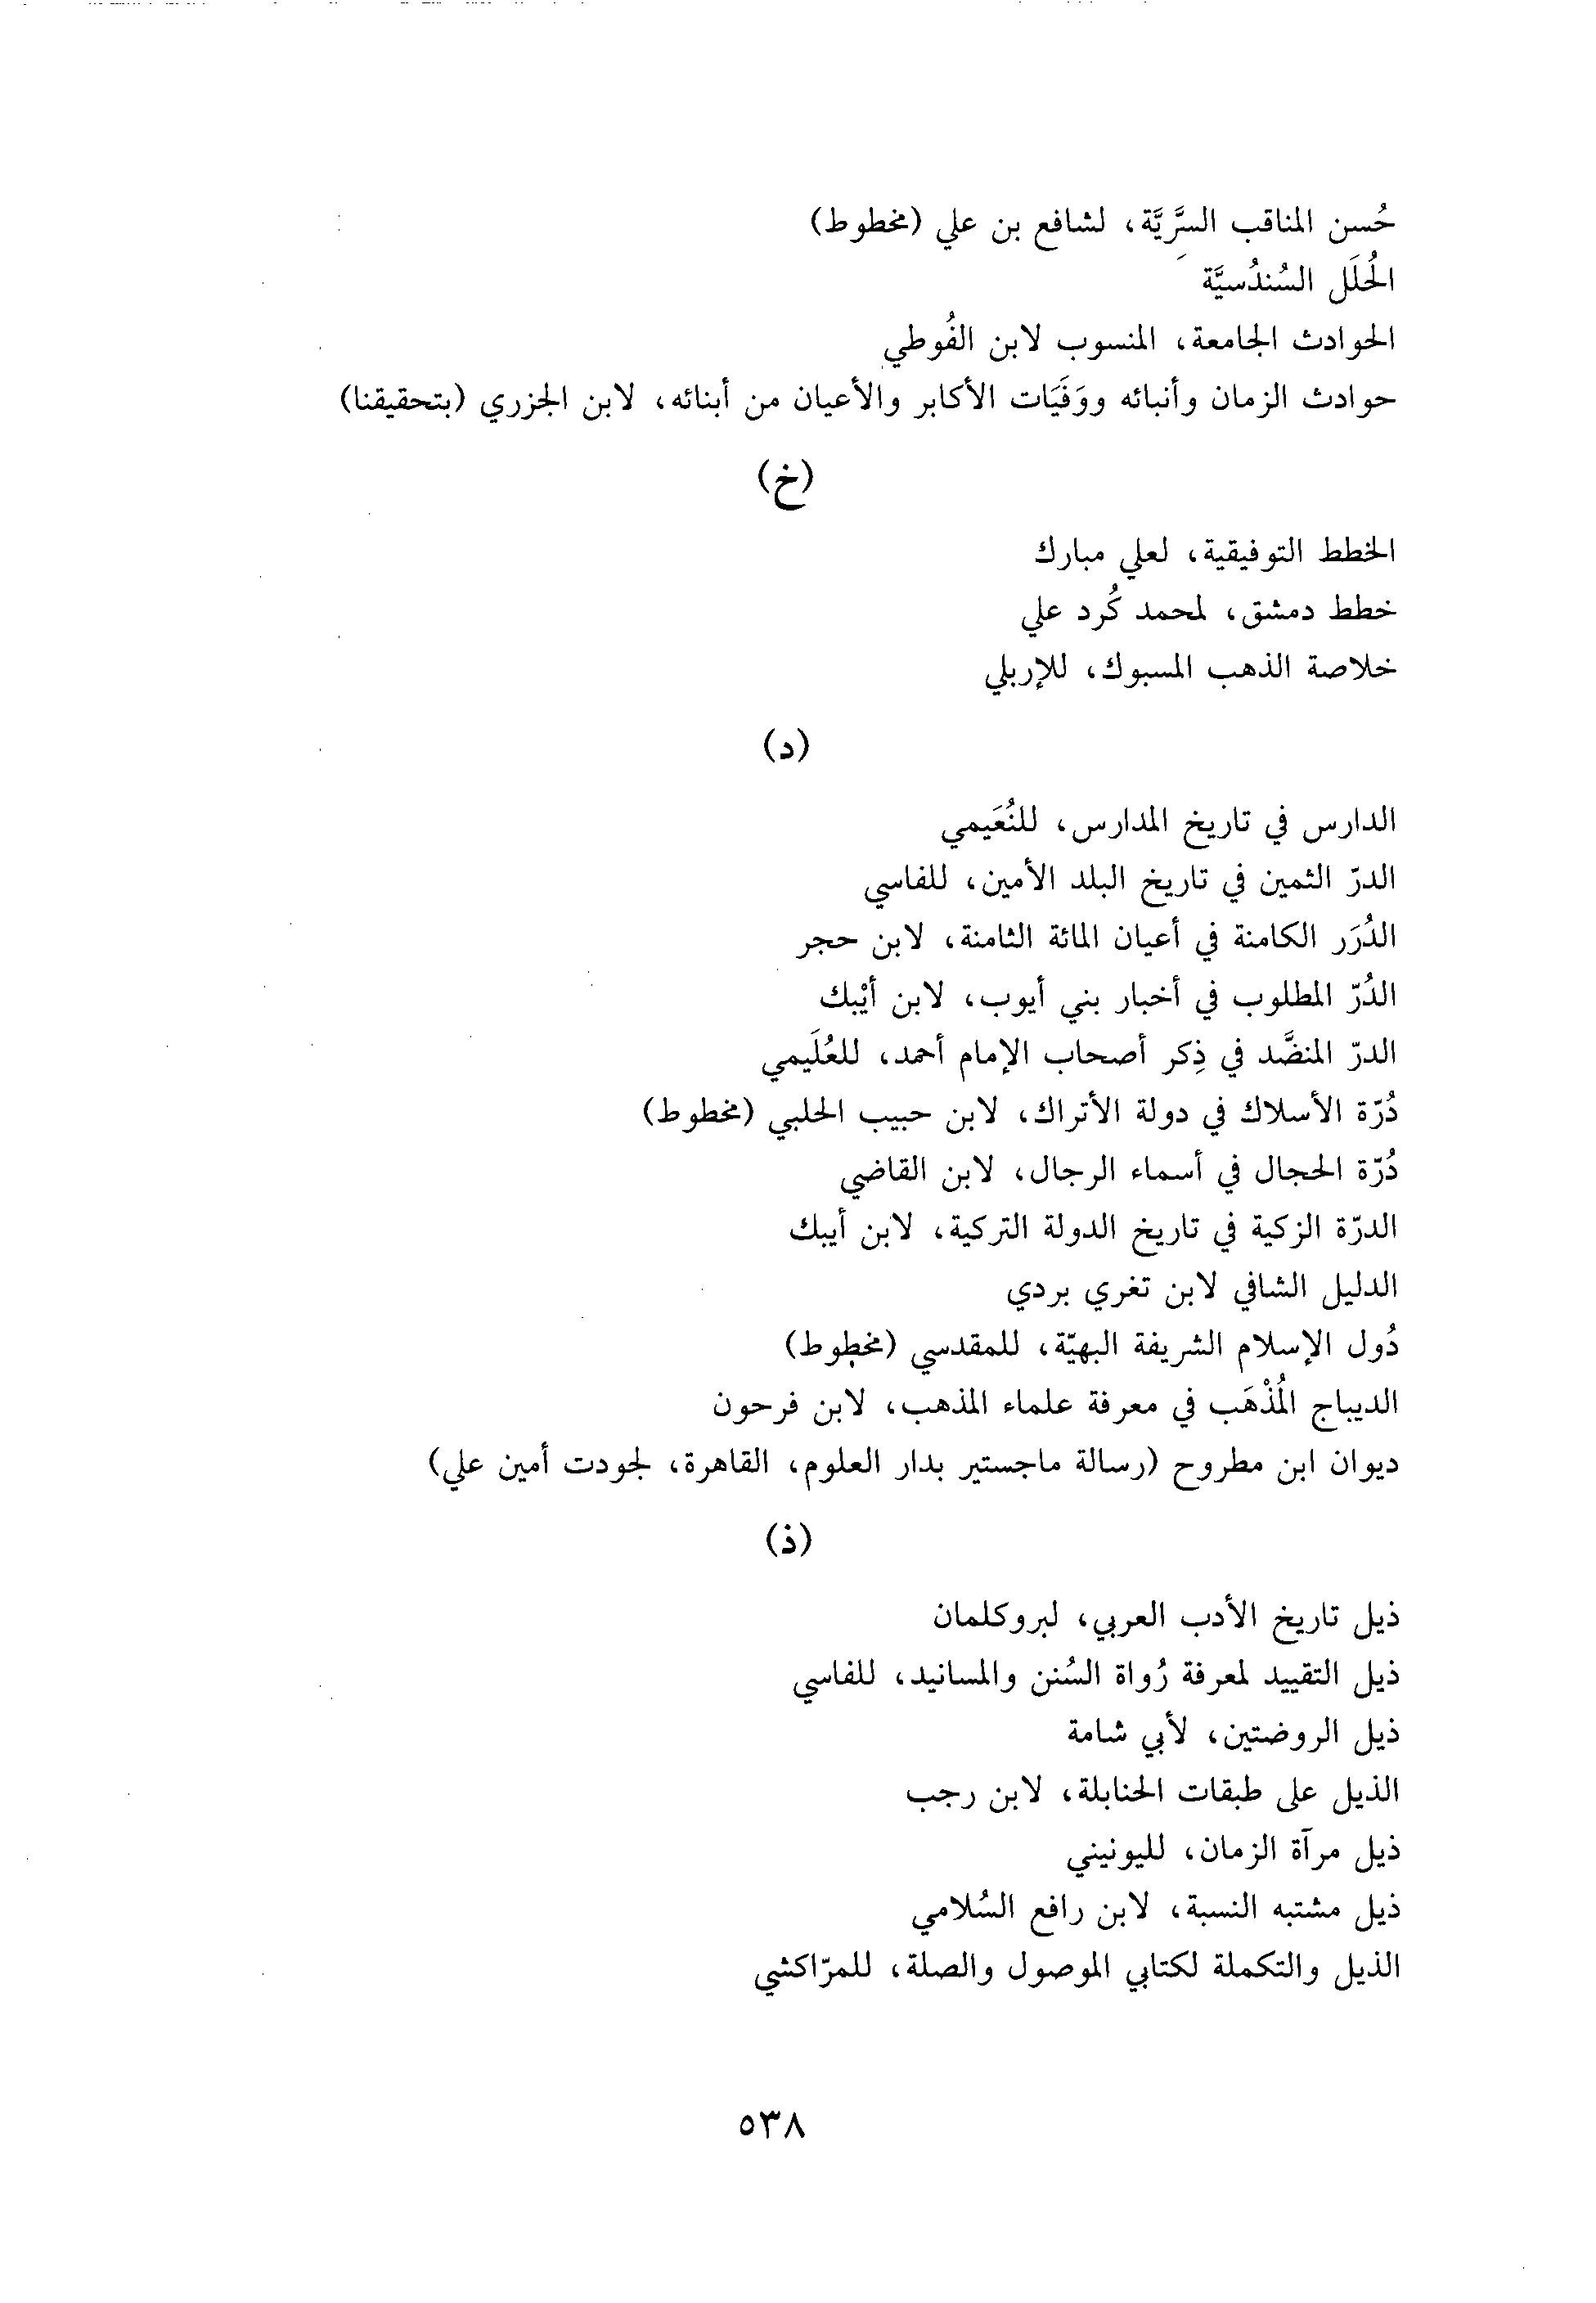 حُسن المناقب السرِيَّة، لشافع بن علي (مخطوط)
الحُلَل السُندُسيَّة
الحوادث الجامعة، المنسوب لابن الفُوطي
حوادث الزمان وأنبائه ووَفَيَات الأكابر والأعيان من أبنائه، لابن الجزري (بتحقيقنا)
(خ)
الخطط التوفيقية، لعلي مبارك
خطط دمشق، لمحمد كُرد علي
خلاصة الذهب المسبوك، للإربلي
(د)
الدارس في تاريخ المدارس، للنُعَيمي
الدرّ الثمين في تاريخ البلد الأمين، للفاسي
الدُرَر الكامنة في أعيان المائة الثامنة، لابن حجر
الدُرّ المطلوب في أخبار بني أيوب، لابن أيْبك
الدرّ المنضَّد في ذِكر أصحاب الإمام أحمد، للعُلَيمي
دُرّة الأسلاك في دولة الأتراك، لابن حبيب الحلبي (مخطوط)
دُرّة الحجال في أسماء الرجال، لابن القاضي
الدرّة الزكية في تاريخ الدولة التركية، لابن أيبك
الدليل الشافي لابن تغري بردي
دُول الإسلام الشريفة البهيّة، للمقدسي (مخطوط)
الديباج المُذْهَب في معرفة علماء المذهب، لابن فرحون
ديوان ابن مطروح (رسالة ماجستير بدار العلوم، القاهرة، لجودت أمين علي)
(ذ)
ذيل تاريخ الأدب العربي، لبروكلمان
ذيل التقييد لمعرفة رُواة السُنن والمسانيد، للفاسي
ذيل الروضتين، لأبي شامة
الذيل على طبقات الحنابلة، لابن رجب
ذيل مرآة الزمان، لليونيني
ذيل مشتبه النسبة، لابن رافع السُلامي
الذيل والتكملة لكتابي الموصول والصلة، للمرّاكشي
٥٣٨